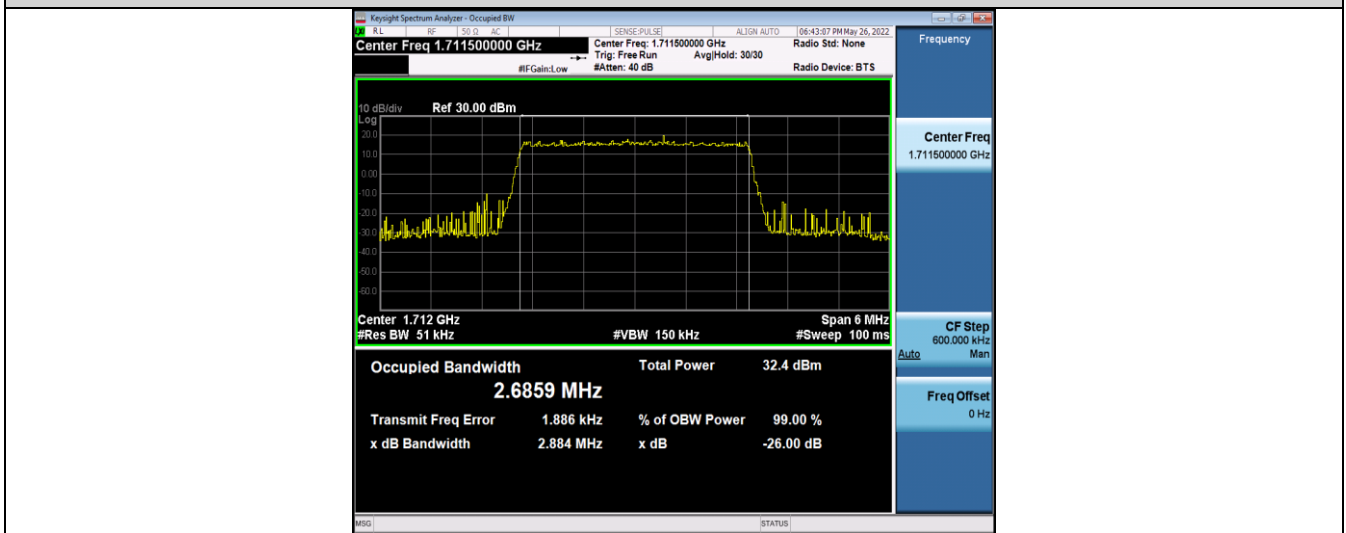 Keysight Spectrum Analyzer - Occupied BW
RL RF 50 Ω AC SENSE:PULSE ALIGN AUTO 06:43:07 PM May 26, 2022
Center Freq 1.711500000 GHz
Center Freq: 1.711500000 GHz Radio Std: None
Trig: Free Run Avg|Hold: 30/30
#IFGain:Low #Atten: 40 dB Radio Device: BTS
Frequency
10 dB/div Ref 30.00 dBm
Log
20.0
10.0
0.00
-10.0
-20.0
-30.0
-40.0
-50.0
-60.0
Center 1.712 GHz Span 6 MHz
#Res BW 51 kHz #VBW 150 kHz #Sweep 100 ms
Center Freq
1.711500000 GHz
CF Step
600.000 kHz
Auto Man
Freq Offset
0 Hz
Occupied Bandwidth Total Power 32.4 dBm
2.6859 MHz
Transmit Freq Error 1.886 kHz % of OBW Power 99.00 %
x dB Bandwidth 2.884 MHz x dB -26.00 dB
MSG STATUS